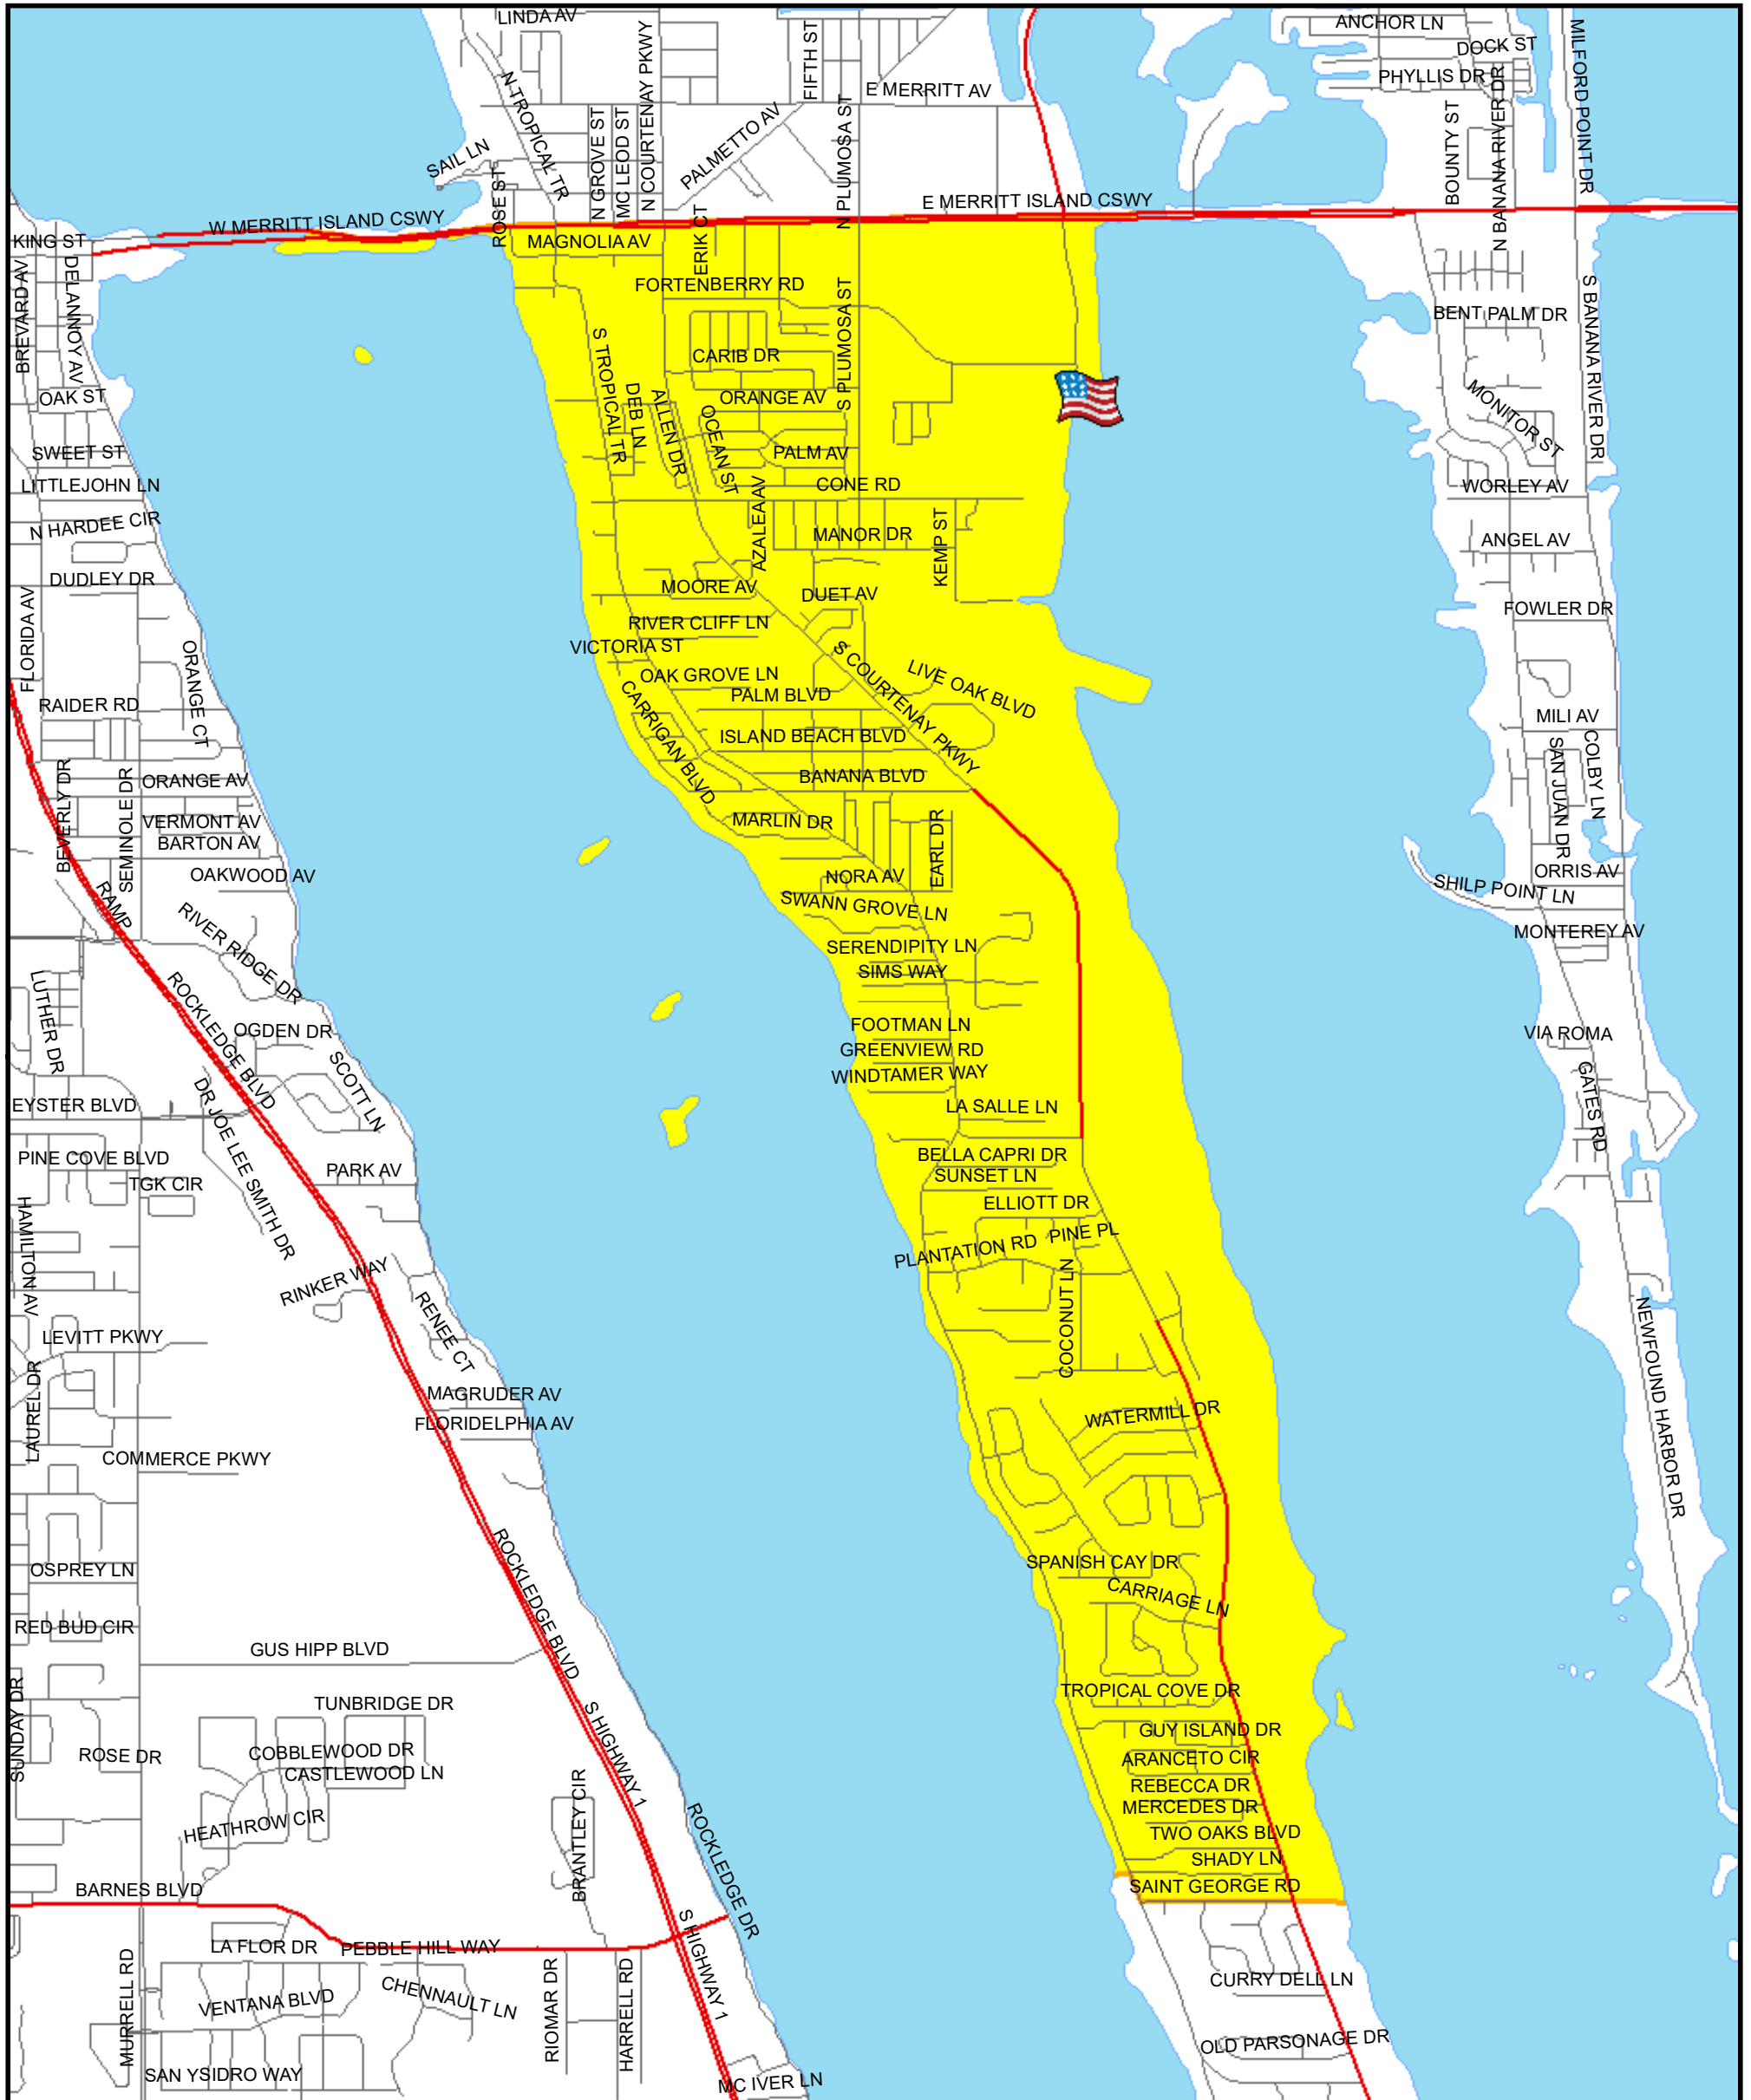 LINDA AV
ANCHOR LN
DOCK ST
PHYLLIS DR
MILFORD POINT DR
N COURTENAY PKWY
FIFTH ST
E MERRITT AV
N TROPICAL TR
N GROVE ST
MC LEOD ST
PALMETTO AV
N PLUMOSA ST
BOUNTY ST
N BANANA RIVER DR
SAIL LN
ROSE ST
E MERRITT ISLAND CSWY
W MERRITT ISLAND CSWY
KING ST
MAGNOLIA AV
ERIK CT
BREVARD AV
DELANNOY AV
FORTENBERRY RD
S PLUMOSA ST
S BANANA RIVER DR
BENT PALM DR
S TROPICAL TR
CARIB DR
OAK ST
DEB LN
ALLEN DR
ORANGE AV
OCEAN ST
MONITOR ST
SWEET ST
PALM AV
LITTLEJOHN LN
CONE RD
WORLEY AV
N HARDEE CIR
AZALEA AV
MANOR DR
KEMP ST
ANGEL AV
DUDLEY DR
MOORE AV
DUET AV
FLORIDA AV
FOWLER DR
RIVER CLIFF LN
VICTORIA ST
ORANGE CT
S COURTENAY PKWY
LIVE OAK BLVD
OAK GROVE LN
PALM BLVD
CARRIGAN BLVD
RAIDER RD
MILI AV
ISLAND BEACH BLVD
SAN JUAN DR
COLBY LN
BEVERLY DR
SEMINOLE DR
ORANGE AV
BANANA BLVD
VERMONT AV
MARLIN DR
EARL DR
BARTON AV
OAKWOOD AV
NORA AV
ORRIS AV
SHILP POINT LN
RAMP
SWANN GROVE LN
RIVER RIDGE DR
MONTEREY AV
SERENDIPITY LN
SIMS WAY
LUTHER DR
ROCKLEDGE BLVD
OGDEN DR
FOOTMAN LN
VIA ROMA
GREENVIEW RD
SCOTT LN
WINDTAMER WAY
GATES RD
EYSTER BLVD
DR JOE LEE SMITH DR
LA SALLE LN
PINE COVE BLVD
BELLA CAPRI DR
PARK AV
SUNSET LN
TGK CIR
ELLIOTT DR
HAMILTON AV
PLANTATION RD
PINE PL
RINKER WAY
COCONUT LN
RENEE CT
NEWFOUND HARBOR DR
LEVITT PKWY
LAUREL DR
MAGRUDER AV
FLORIDELPHIA AV
WATERMILL DR
COMMERCE PKWY
ROCKLEDGE BLVD
SPANISH CAY DR
OSPREY LN
CARRIAGE LN
RED BUD CIR
GUS HIPP BLVD
SUNDAY DR
TROPICAL COVE DR
TUNBRIDGE DR
S HIGHWAY 1
GUY ISLAND DR
ROSE DR
COBBLEWOOD DR
ARANCETO CIR
CASTLEWOOD LN
REBECCA DR
BRANTLEY CIR
MERCEDES DR
HEATHROW CIR
ROCKLEDGE DR
TWO OAKS BLVD
SHADY LN
BARNES BLVD
SAINT GEORGE RD
S HIGHWAY 1
LA FLOR DR
PEBBLE HILL WAY
MURRELL RD
CHENNAULT LN
RIOMAR DR
HARRELL RD
CURRY DELL LN
VENTANA BLVD
OLD PARSONAGE DR
SAN YSIDRO WAY
MC IVER LN